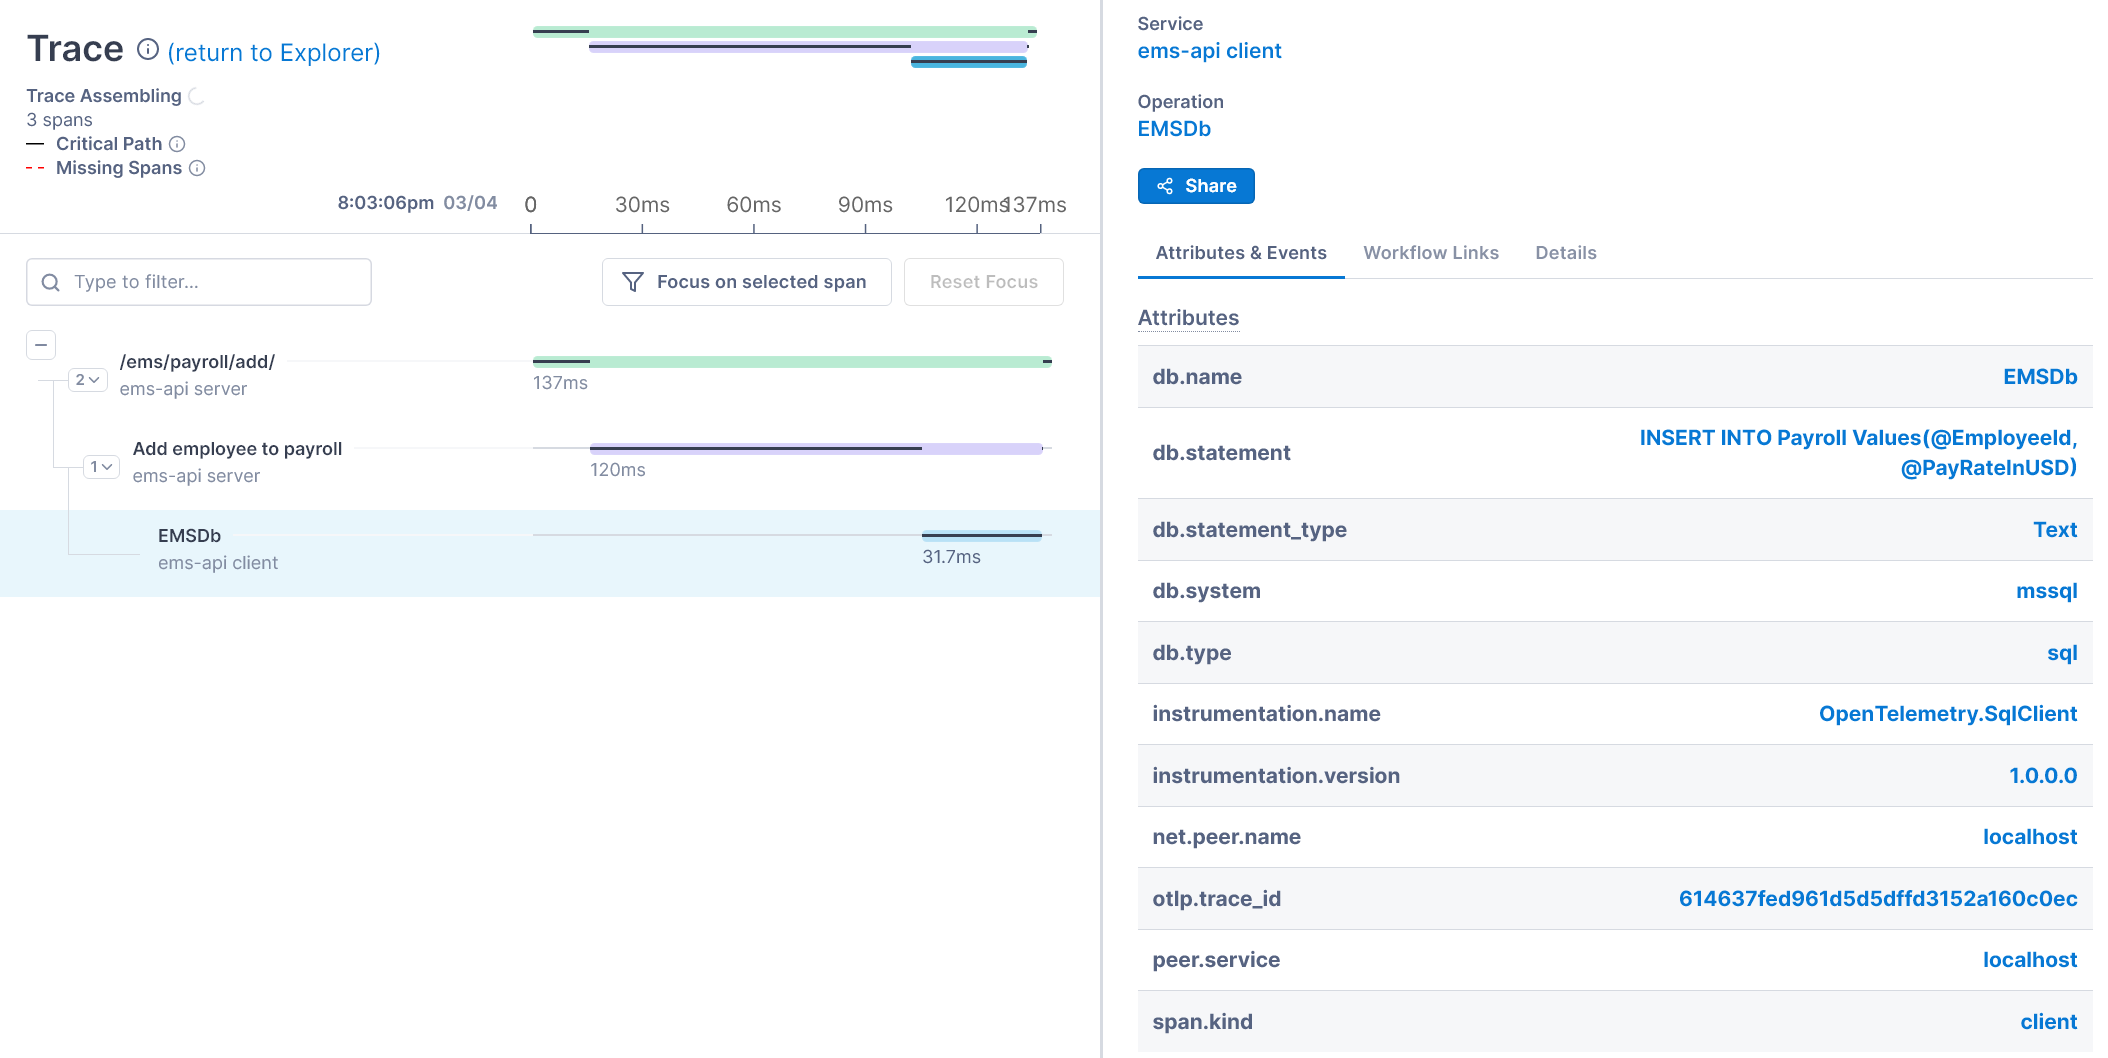 Trace (return to Explorer)
Trace Assembling
3 spans
Critical Path
Missing Spans
8:03:06pm 03/04 0 30ms 60ms 90ms 120ms 137ms
Type to filter...
Focus on selected span
Reset Focus
2
/ems/payroll/add/
ems-api server
137ms
1
Add employee to payroll
ems-api server
120ms
EMSDb
ems-api client
31.7ms
Service
ems-api client
Operation
EMSDb
Share
Attributes & Events Workflow Links Details
Attributes
db.name EMSDb
db.statement INSERT INTO Payroll Values(@EmployeeId,
@PayRateInUSD)
db.statement_type Text
db.system mssql
db.type sql
instrumentation.name OpenTelemetry.SqlClient
instrumentation.version 1.0.0.0
net.peer.name localhost
otlp.trace_id 614637fed961d5d5dffd3152a160c0ec
peer.service localhost
span.kind client